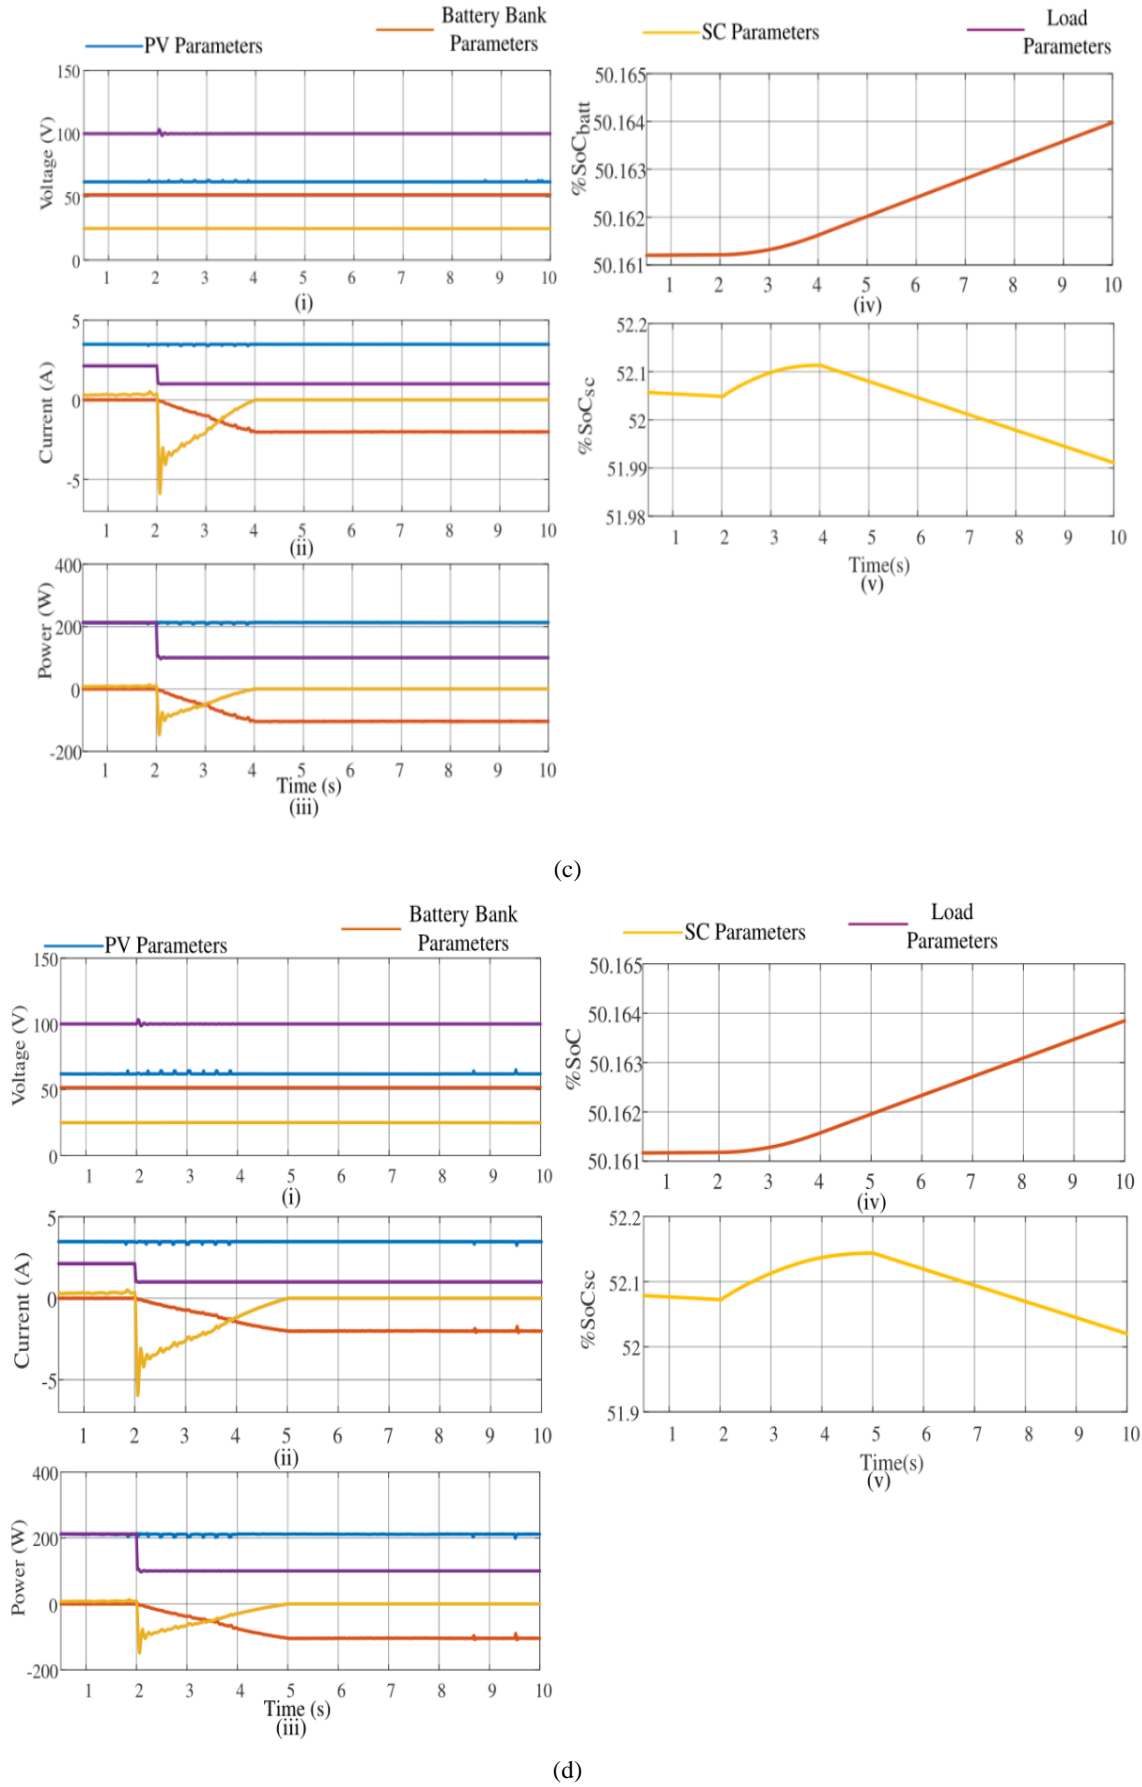 PV Parameters
Battery Bank
Parameters
SC Parameters
Load
Parameters
150
100
50
0
Voltage (V)
1 2 3 4 5 6 7 8 9 10
(i)
50.165
50.164
50.163
50.162
50.161
%SoCbatt
1 2 3 4 5 6 7 8 9 10
(iv)
5
0
-5
Current (A)
1 2 3 4 5 6 7 8 9 10
(ii)
52.2
52.1
52
51.99
51.98
%SoCsc
1 2 3 4 5 6 7 8 9 10
Time(s)
(v)
400
200
0
-200
Power (W)
1 2 3 4 5 6 7 8 9 10
Time (s)
(iii)
(c)
PV Parameters
Battery Bank
Parameters
SC Parameters
Load
Parameters
150
100
50
0
Voltage (V)
1 2 3 4 5 6 7 8 9 10
(i)
50.165
50.164
50.163
50.162
50.161
%SoC
1 2 3 4 5 6 7 8 9 10
(iv)
5
0
-5
Current (A)
1 2 3 4 5 6 7 8 9 10
(ii)
52.2
52.1
52
51.9
%SoCsc
1 2 3 4 5 6 7 8 9 10
Time(s)
(v)
400
200
0
-200
Power (W)
1 2 3 4 5 6 7 8 9 10
Time (s)
(iii)
(d)